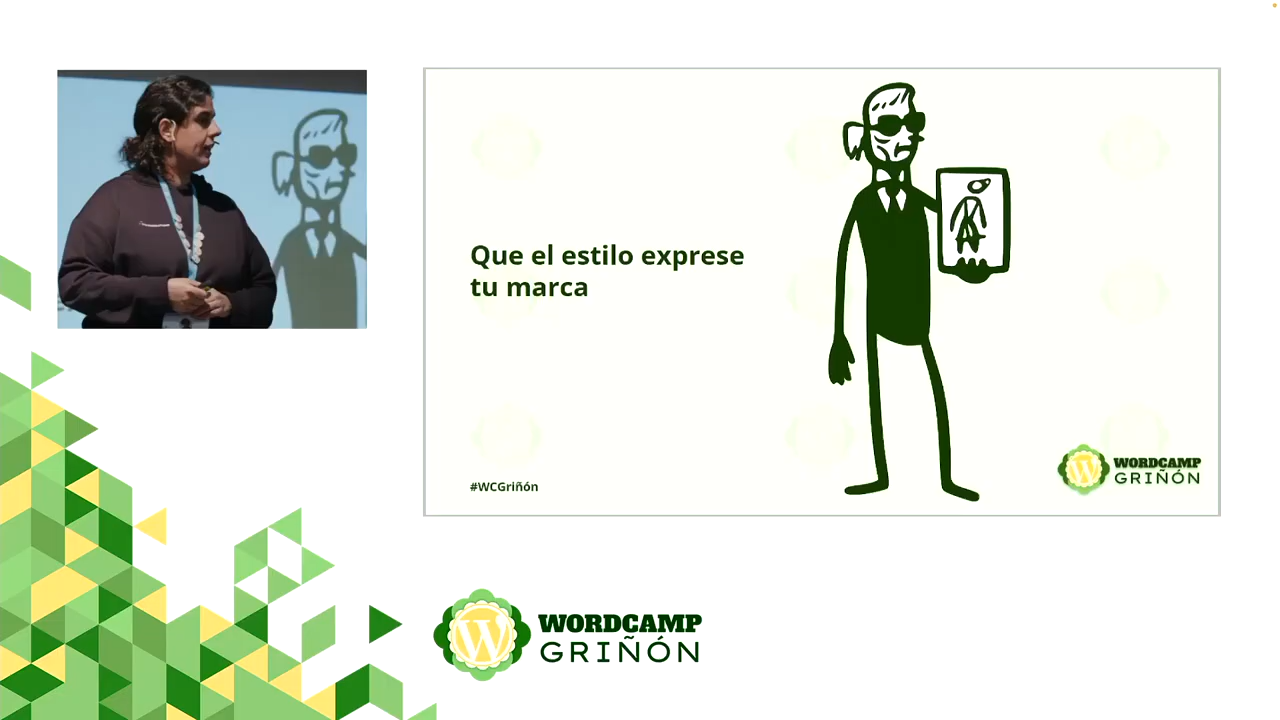 Que el estilo exprese
tu marca
#WCGriñón
WORDCAMP
GRIÑÓN
WORDCAMP
GRIÑÓN